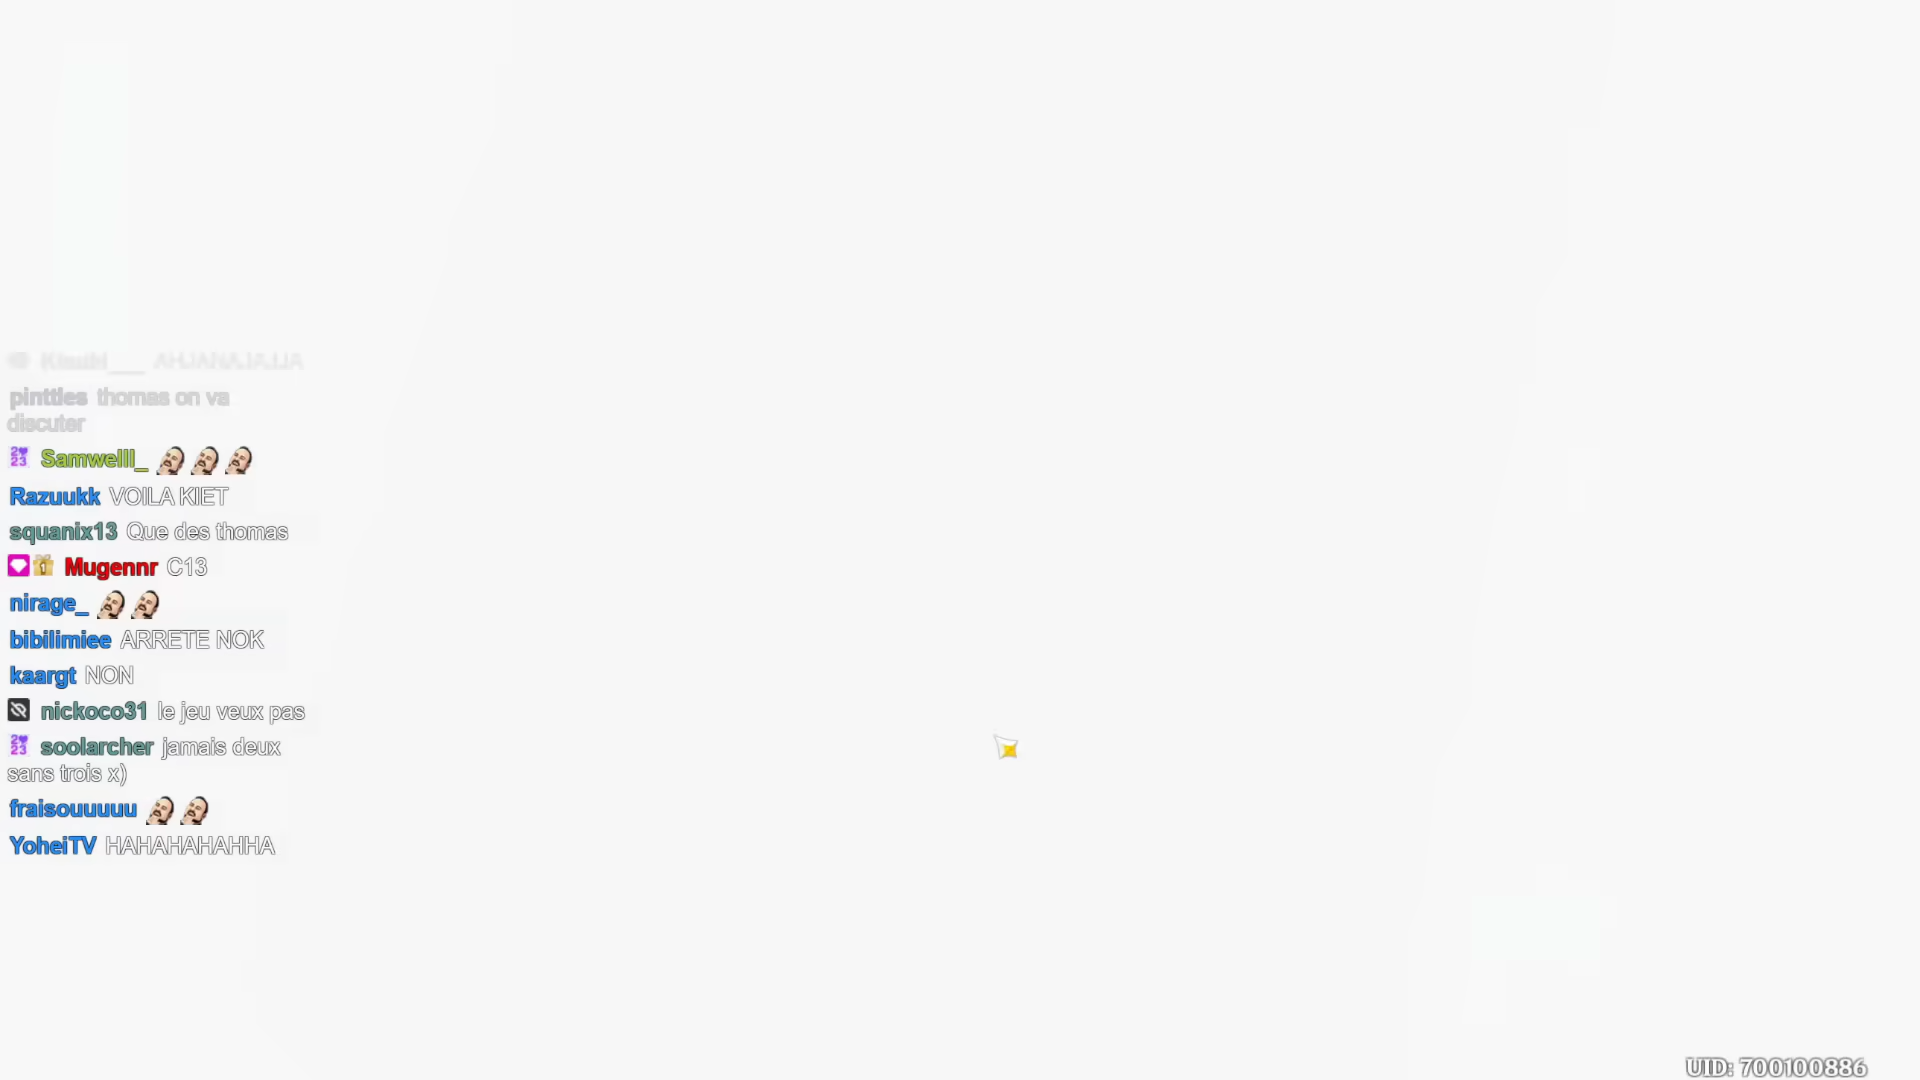 pinttles thomas on va
discuter
Samwelll_
Razuukk VOILA KIET
squanix13 Que des thomas
Mugennr C13
nirage_
bibilimiee ARRETE NOK
kaargt NON
nickoco31 le jeu veux pas
soolarcher jamais deux
sans trois x)
fraisouuuuu
YoheiTV HAHAHAHAHHA
UID: 700100886